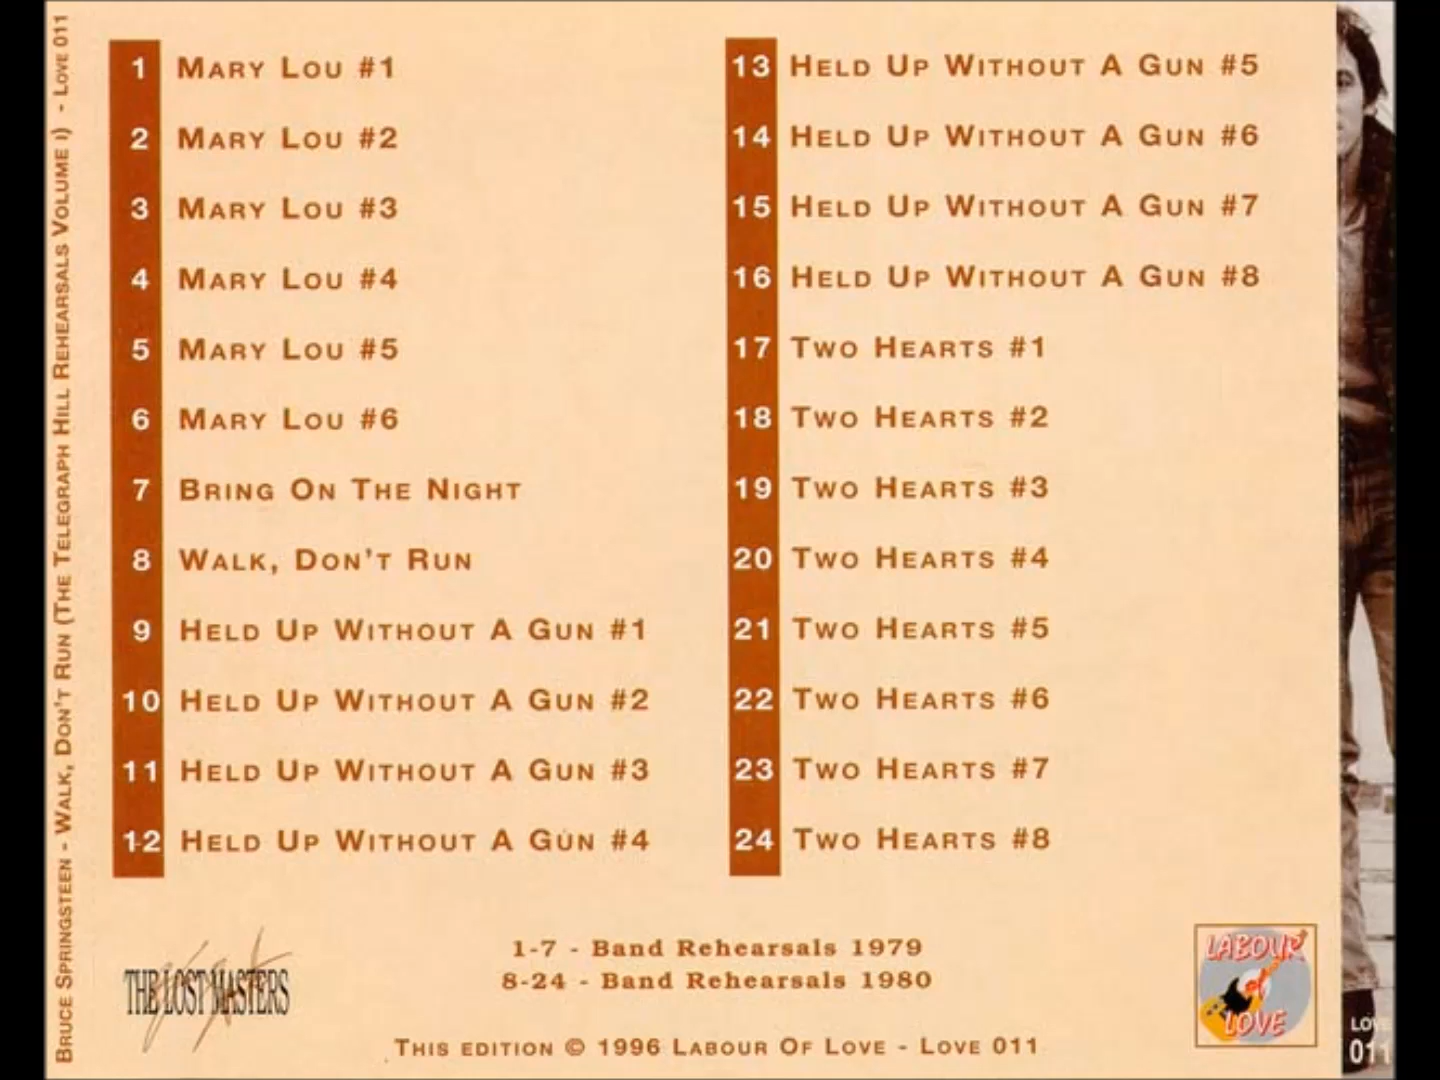 Bruce Springsteen - Walk, Don't Run (The Telegraph Hill Rehearsals Volume I) - Love 011
1 Mary Lou #1
2 Mary Lou #2
3 Mary Lou #3
4 Mary Lou #4
5 Mary Lou #5
6 Mary Lou #6
7 Bring On The Night
8 Walk, Don't Run
9 Held Up Without A Gun #1
10 Held Up Without A Gun #2
11 Held Up Without A Gun #3
12 Held Up Without A Gun #4
13 Held Up Without A Gun #5
14 Held Up Without A Gun #6
15 Held Up Without A Gun #7
16 Held Up Without A Gun #8
17 Two Hearts #1
18 Two Hearts #2
19 Two Hearts #3
20 Two Hearts #4
21 Two Hearts #5
22 Two Hearts #6
23 Two Hearts #7
24 Two Hearts #8
THE LOST MASTERS
1-7 - Band Rehearsals 1979
8-24 - Band Rehearsals 1980
This edition © 1996 Labour Of Love - Love 011
LABOUR
of
LOVE
LOVE
011